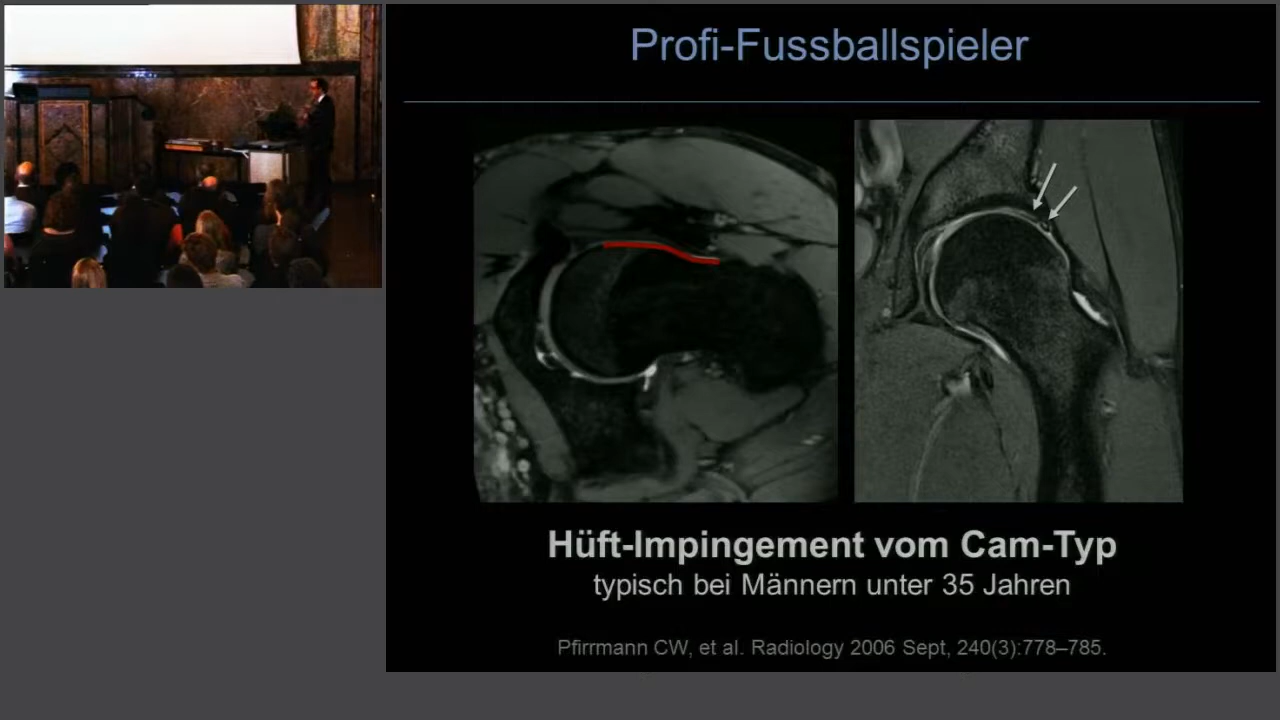 Profi-Fussballspieler
Hüft-Impingement vom Cam-Typ
typisch bei Männern unter 35 Jahren
Pfirrmann CW, et al. Radiology 2006 Sept, 240(3):778–785.